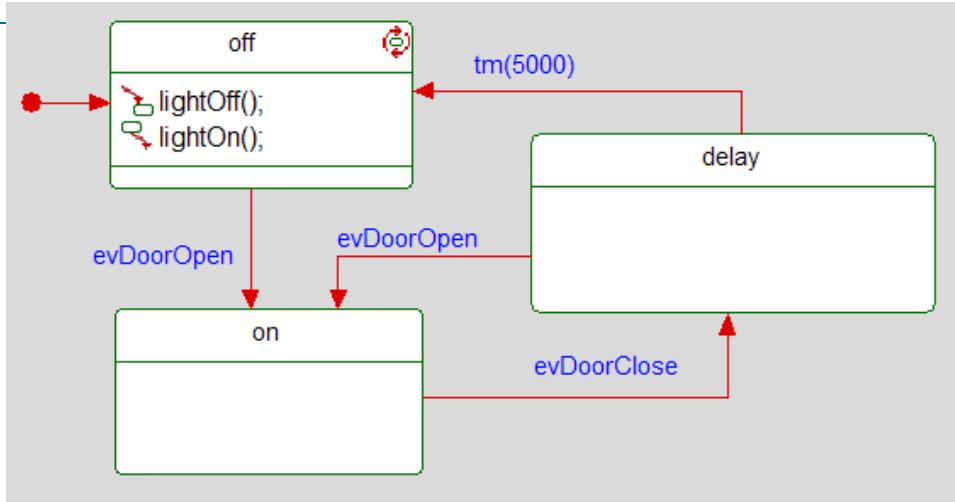 off
tm(5000)
lightOff();
lightOn();
delay
evDoorOpen
evDoorOpen
on
evDoorClose